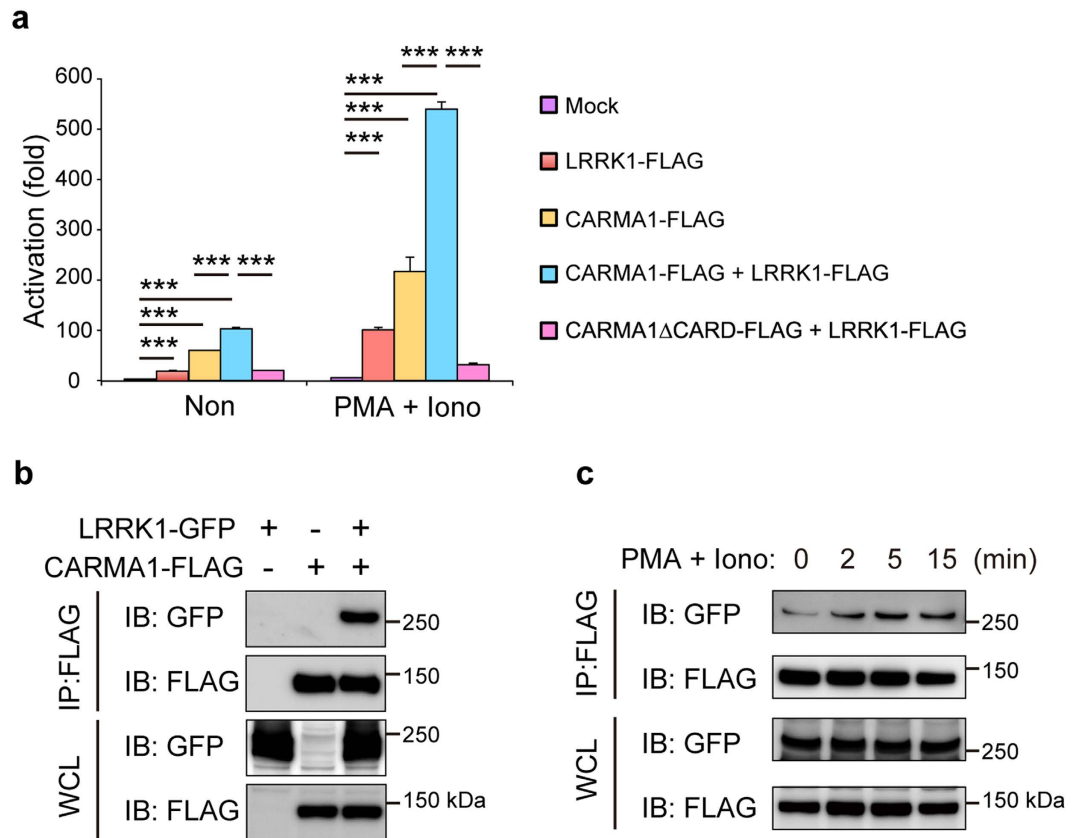 a
Activation (fold)
600
500
400
300
200
100
0
*** ***
***
***
***
*** ***
***
***
***
Non
PMA + Iono
Mock
LRRK1-FLAG
CARMA1-FLAG
CARMA1-FLAG + LRRK1-FLAG
CARMA1ΔCARD-FLAG + LRRK1-FLAG
b
LRRK1-GFP + - +
CARMA1-FLAG - + +
IP:FLAG
IB: GFP 250
IB: FLAG 150
WCL
IB: GFP 250
IB: FLAG 150 kDa
c
PMA + Iono: 0 2 5 15 (min)
IP:FLAG
IB: GFP 250
IB: FLAG 150
WCL
IB: GFP 250
IB: FLAG 150 kDa